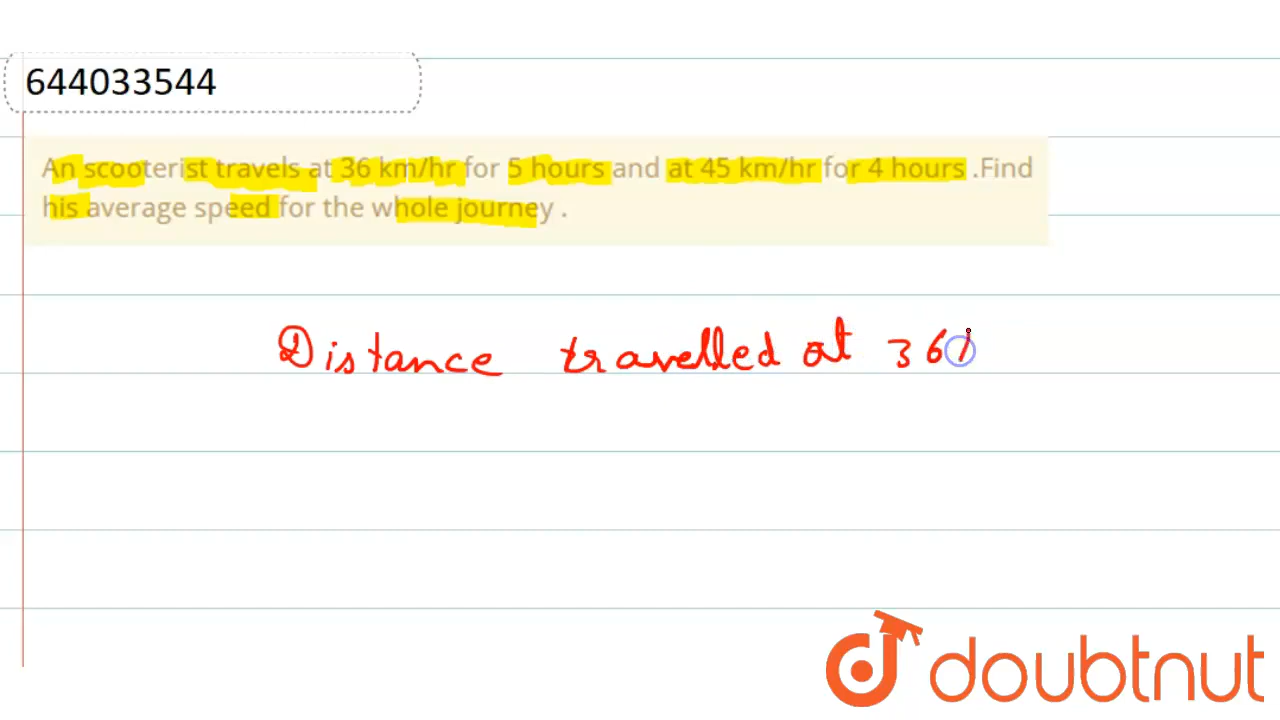 644033544
An scooterist travels at 36 km/hr for 5 hours and at 45 km/hr for 4 hours .Find
his average speed for the whole journey .
Distance travelled at 36
doubtnut